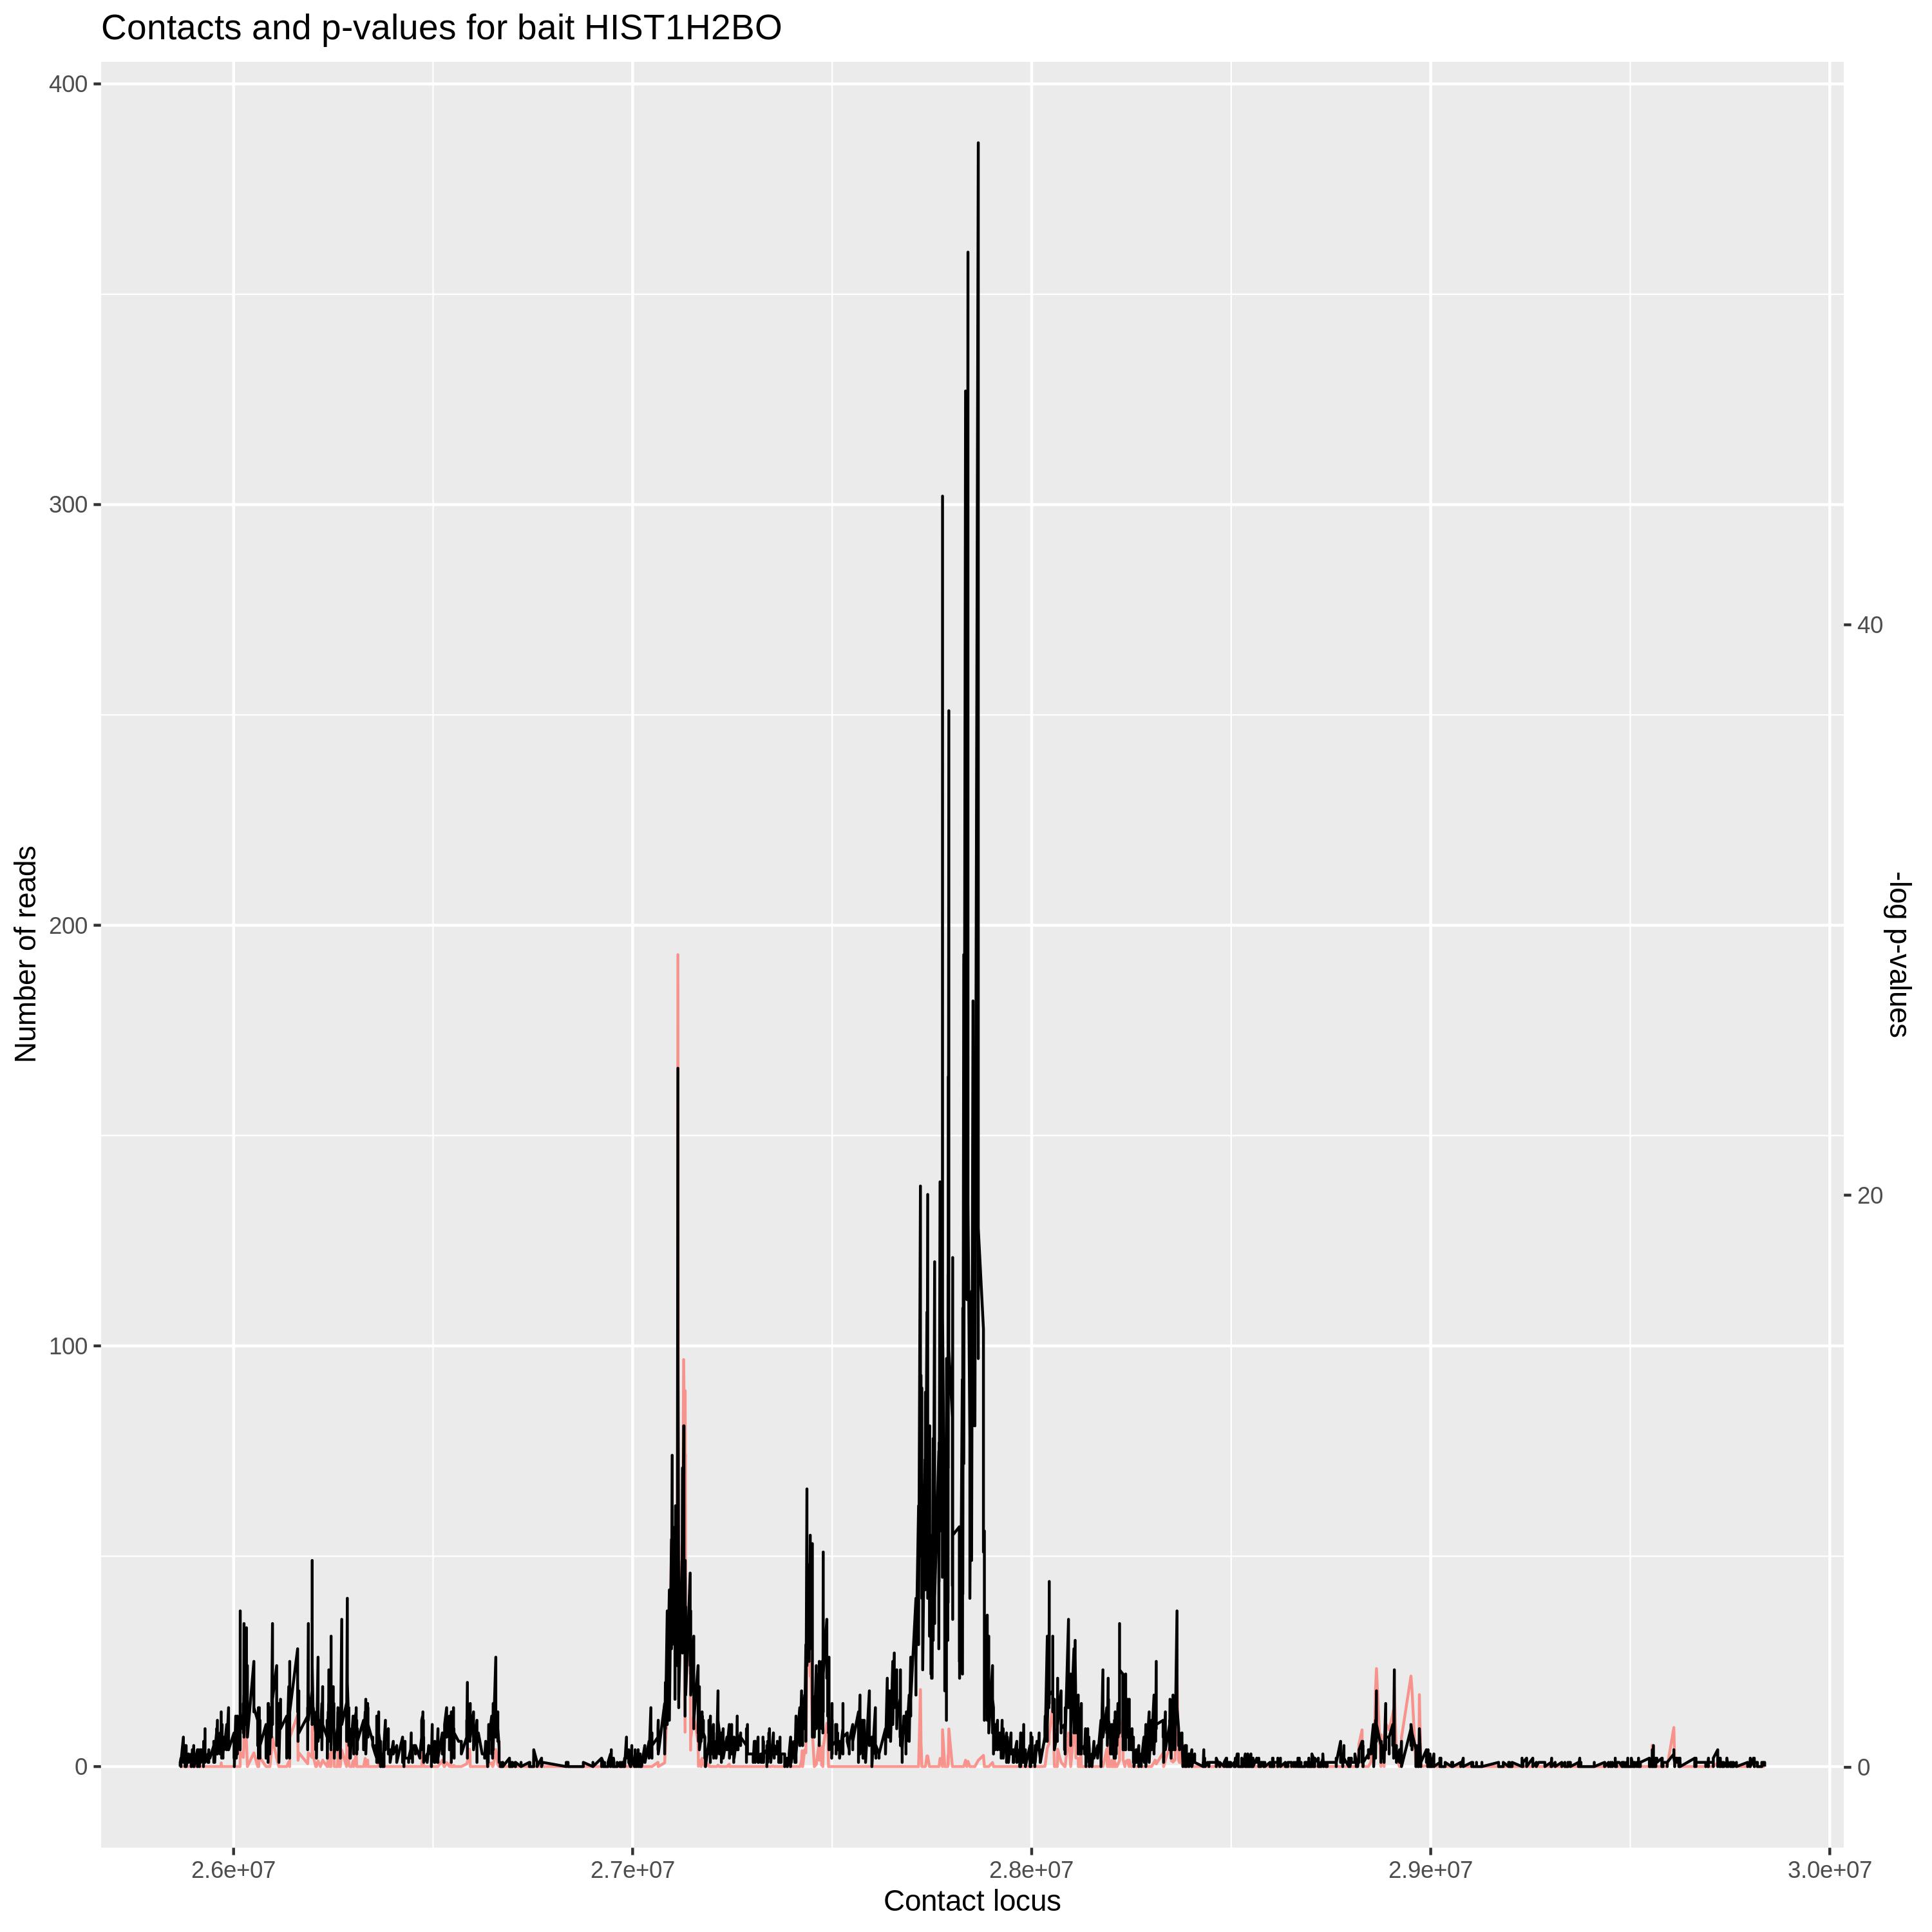 Contacts and p-values for bait HIST1H2BO
400
300
200
100
0
Number of reads
40
20
0
-log p-values
2.6e+07 2.7e+07 2.8e+07 2.9e+07 3.0e+07
Contact locus